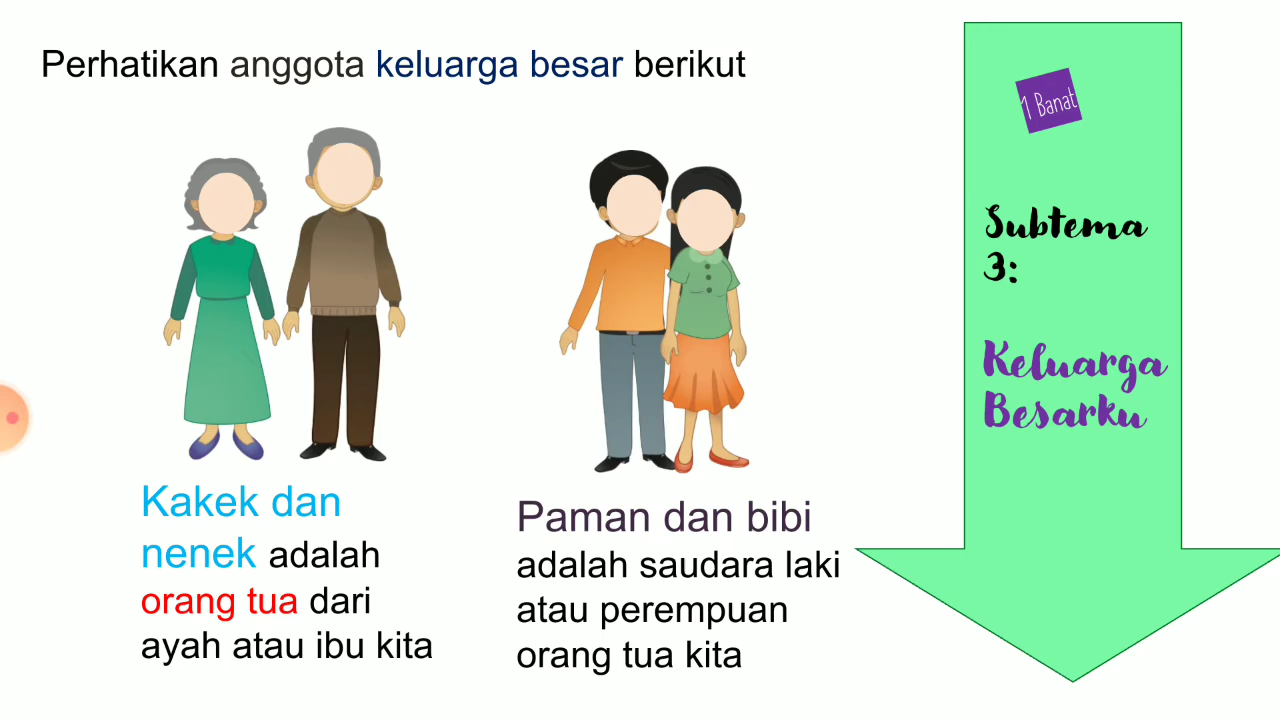 Perhatikan anggota keluarga besar berikut
Kakek dan
nenek adalah
orang tua dari
ayah atau ibu kita
Paman dan bibi
adalah saudara laki
atau perempuan
orang tua kita
1 Banat
Subtema
3:
Keluarga
Besarku